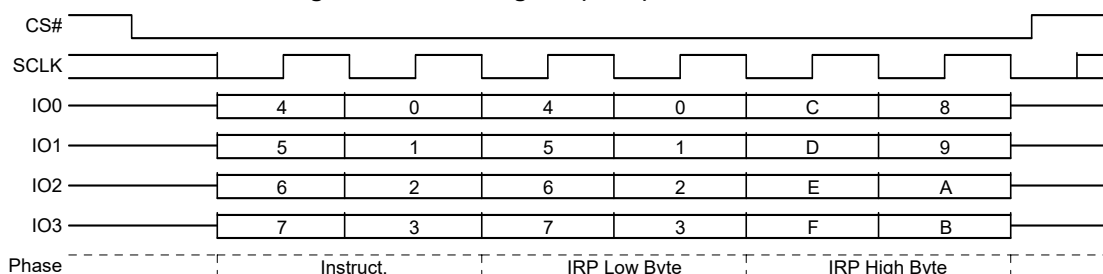 CS#
SCLK
IO0 4 0 4 0 C 8
IO1 5 1 5 1 D 9
IO2 6 2 6 2 E A
IO3 7 3 7 3 F B
Phase Instruct. IRP Low Byte IRP High Byte